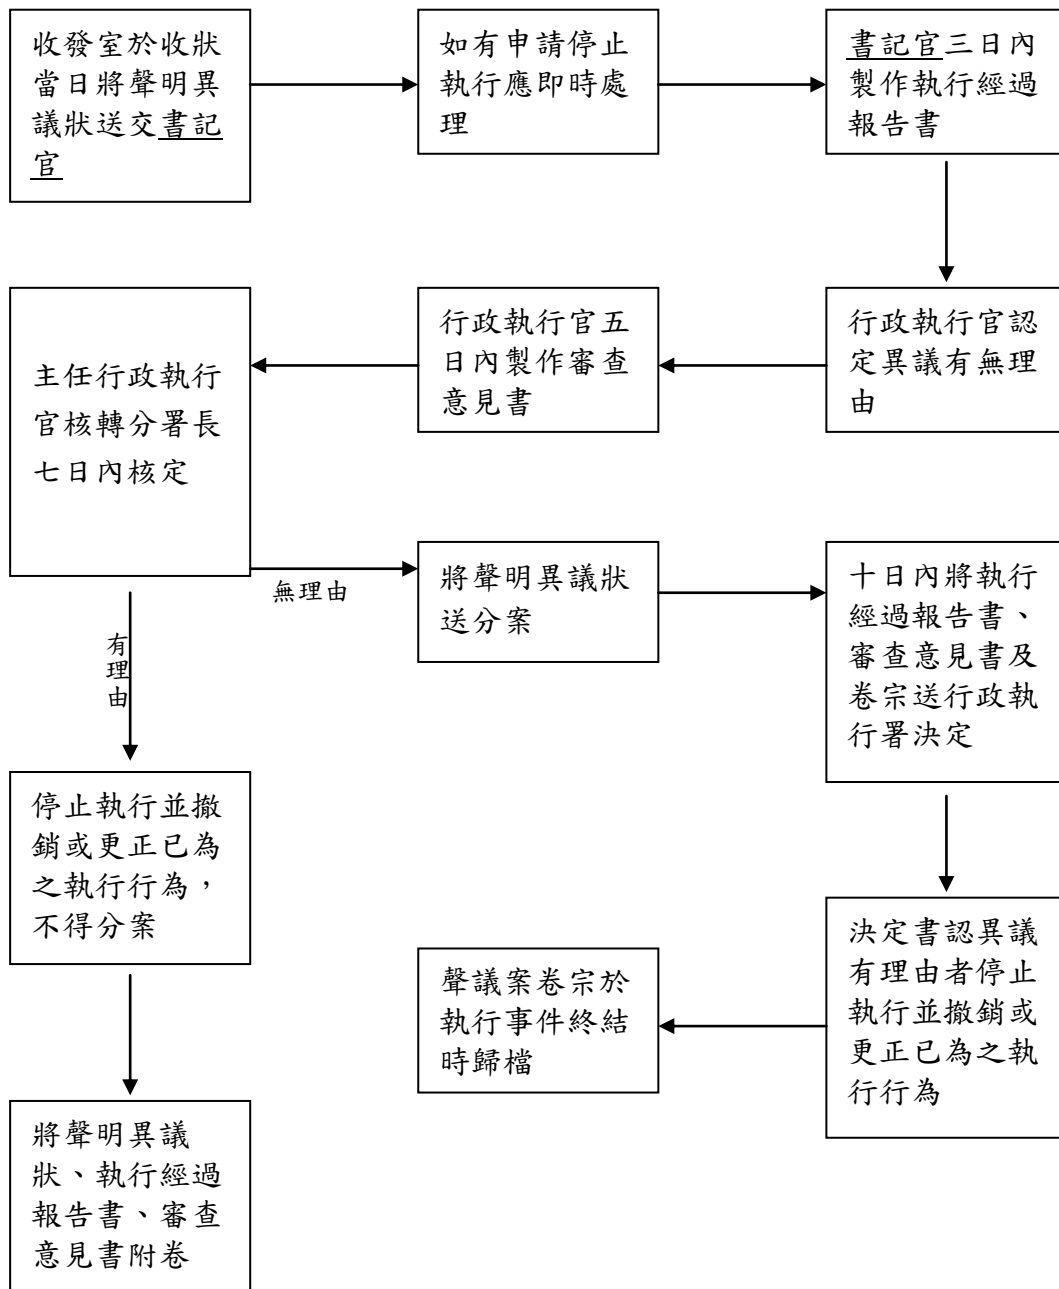 收發室於收狀
當日將聲明異
議狀送交書記
官
如有申請停止
執行應即時處
理
書記官三日內
製作執行經過
報告書
行政執行官認
定異議有無理
由
行政執行官五
日內製作審查
意見書
主任行政執行
官核轉分署長
七日內核定
無理由
將聲明異議狀
送分案
十日內將執行
經過報告書、
審查意見書及
卷宗送行政執
行署決定
決定書認異議
有理由者停止
執行並撤銷或
更正已為之執
行行為
聲議案卷宗於
執行事件終結
時歸檔
有
理
由
停止執行並撤
銷或更正已為
之執行行為，
不得分案
將聲明異議
狀、執行經過
報告書、審查
意見書附卷